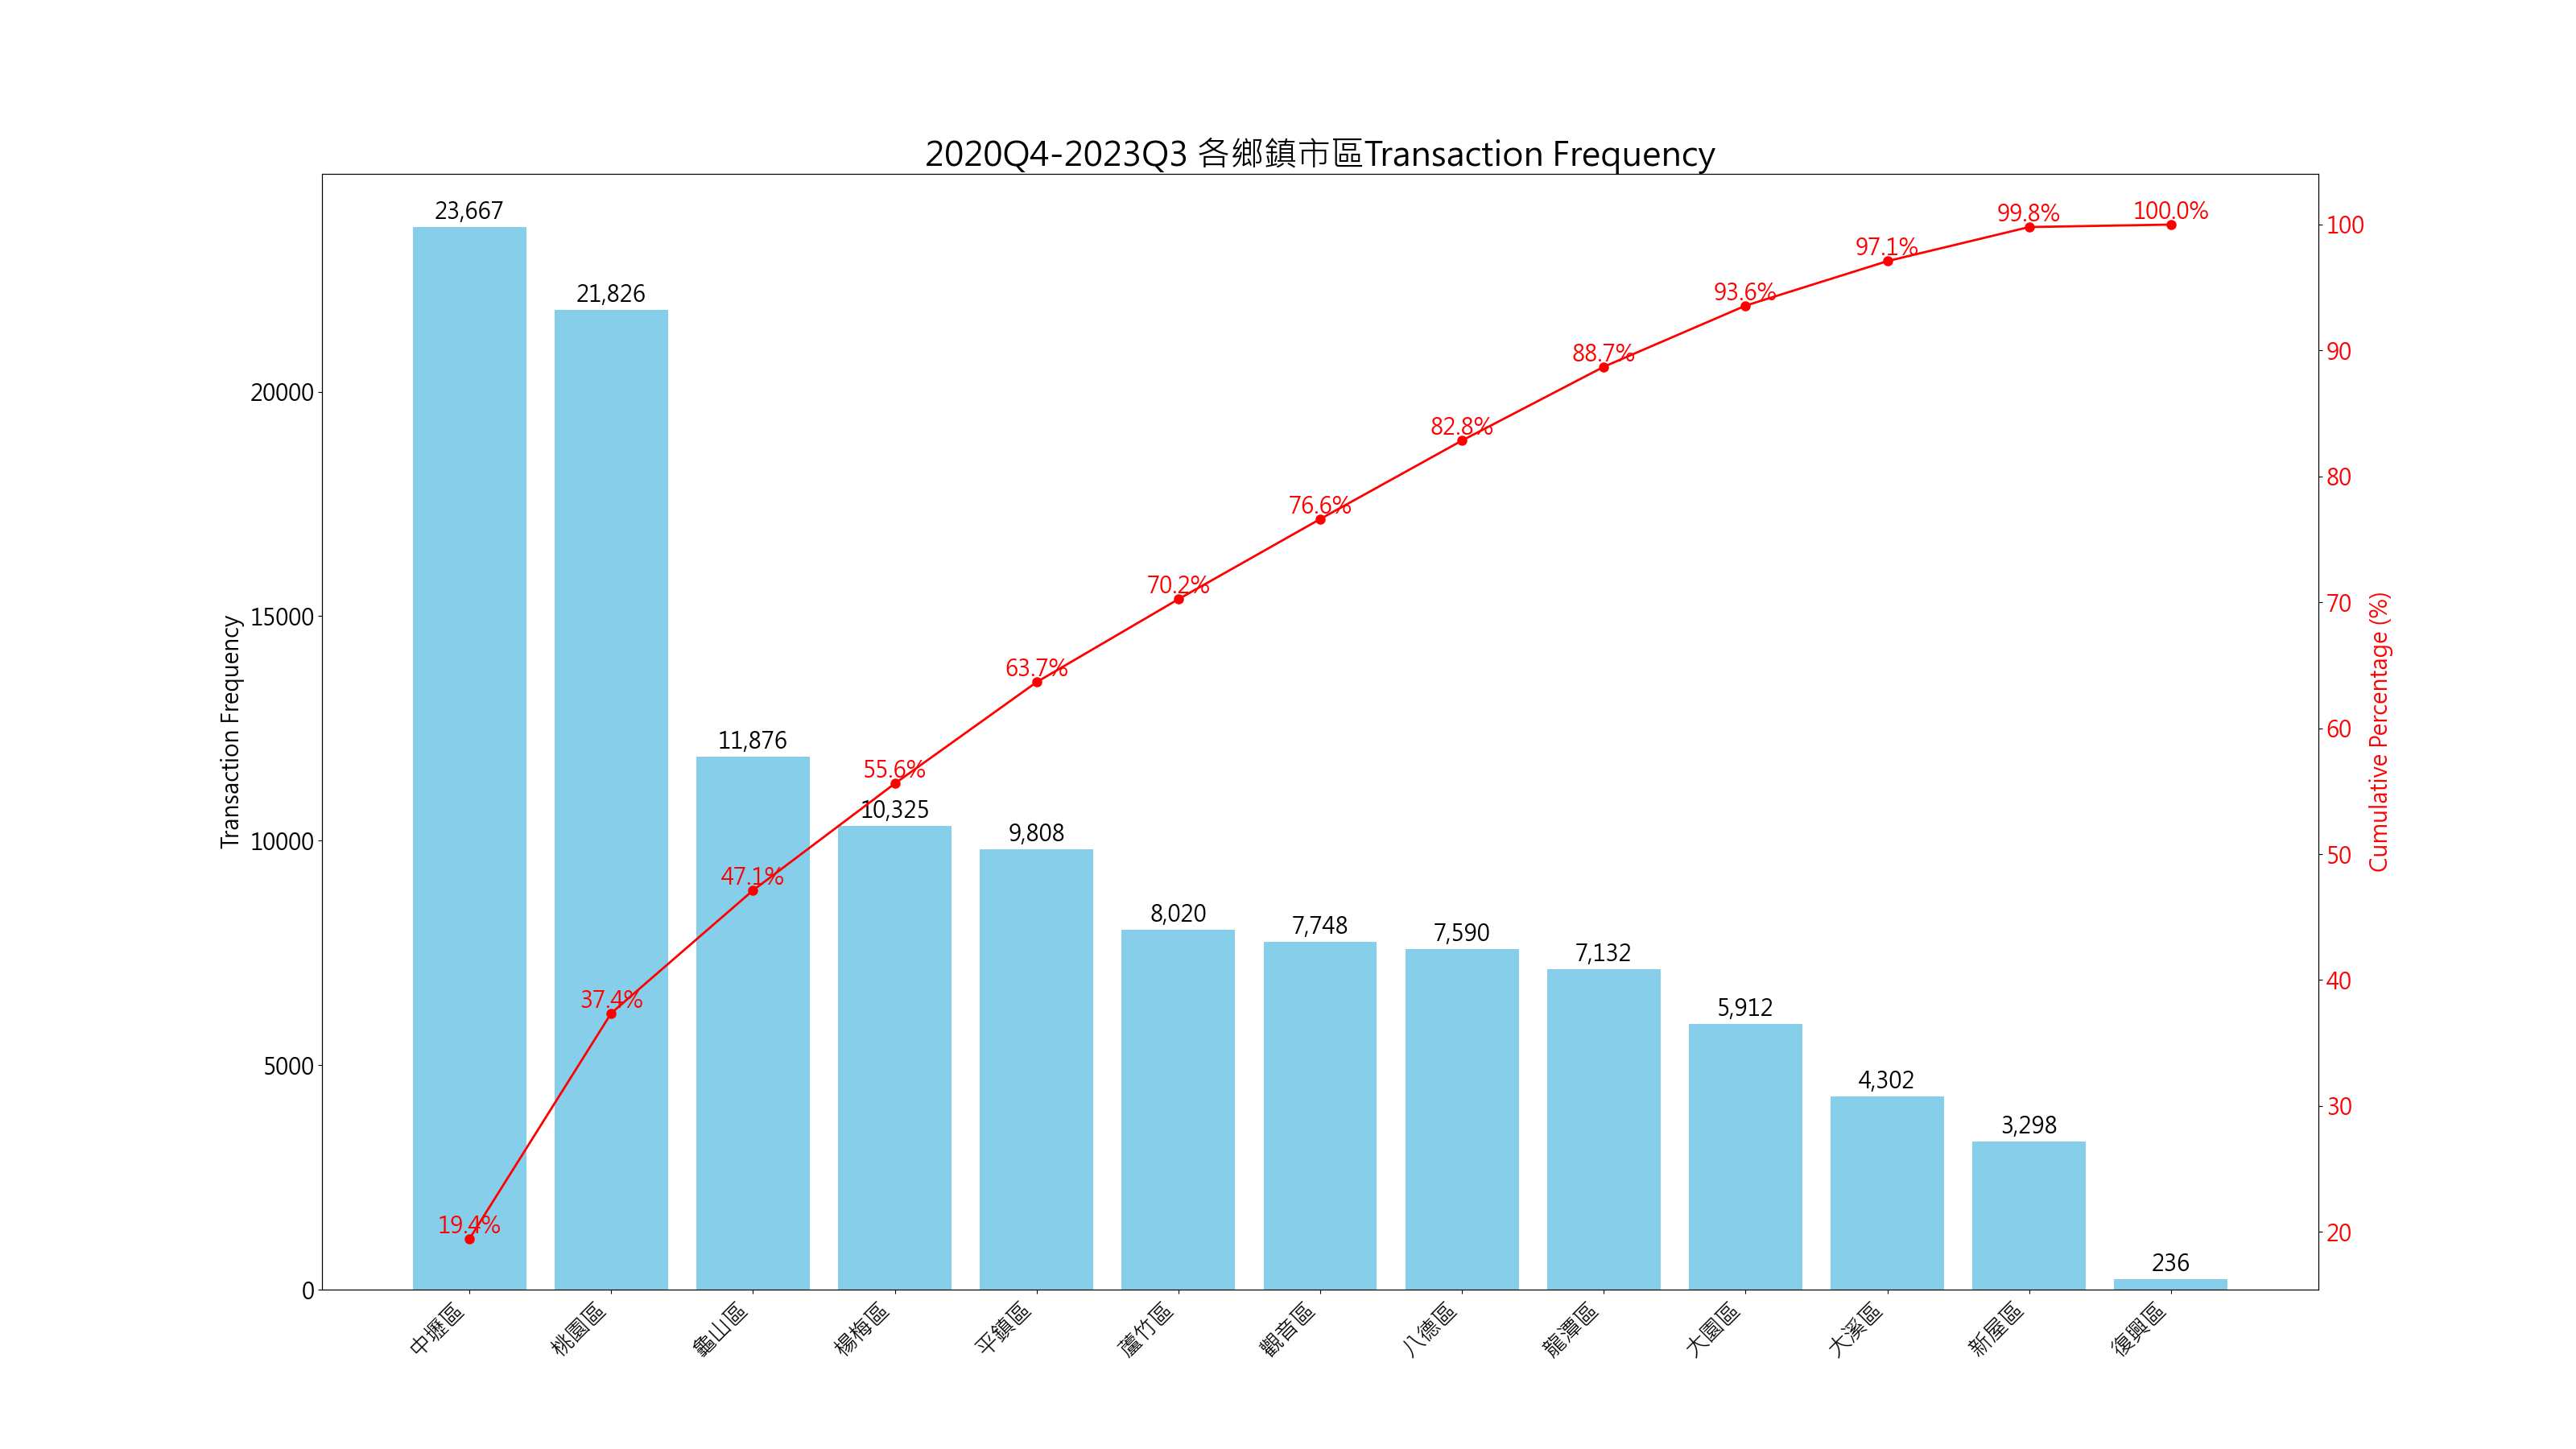 2020Q4-2023Q3 各鄉鎮市區Transaction Frequency
Transaction Frequency
20000
15000
10000
5000
0
23,667
21,826
11,876
10,325
9,808
8,020
7,748
7,590
7,132
5,912
4,302
3,298
236
19.4%
37.4%
47.1%
55.6%
63.7%
70.2%
76.6%
82.8%
88.7%
93.6%
97.1%
99.8%
100.0%
100
90
80
70
60
50
40
30
20
Cumulative Percentage (%)
中壢區
桃園區
龜山區
楊梅區
平鎮區
蘆竹區
觀音區
八德區
龍潭區
大園區
大溪區
新屋區
復興區